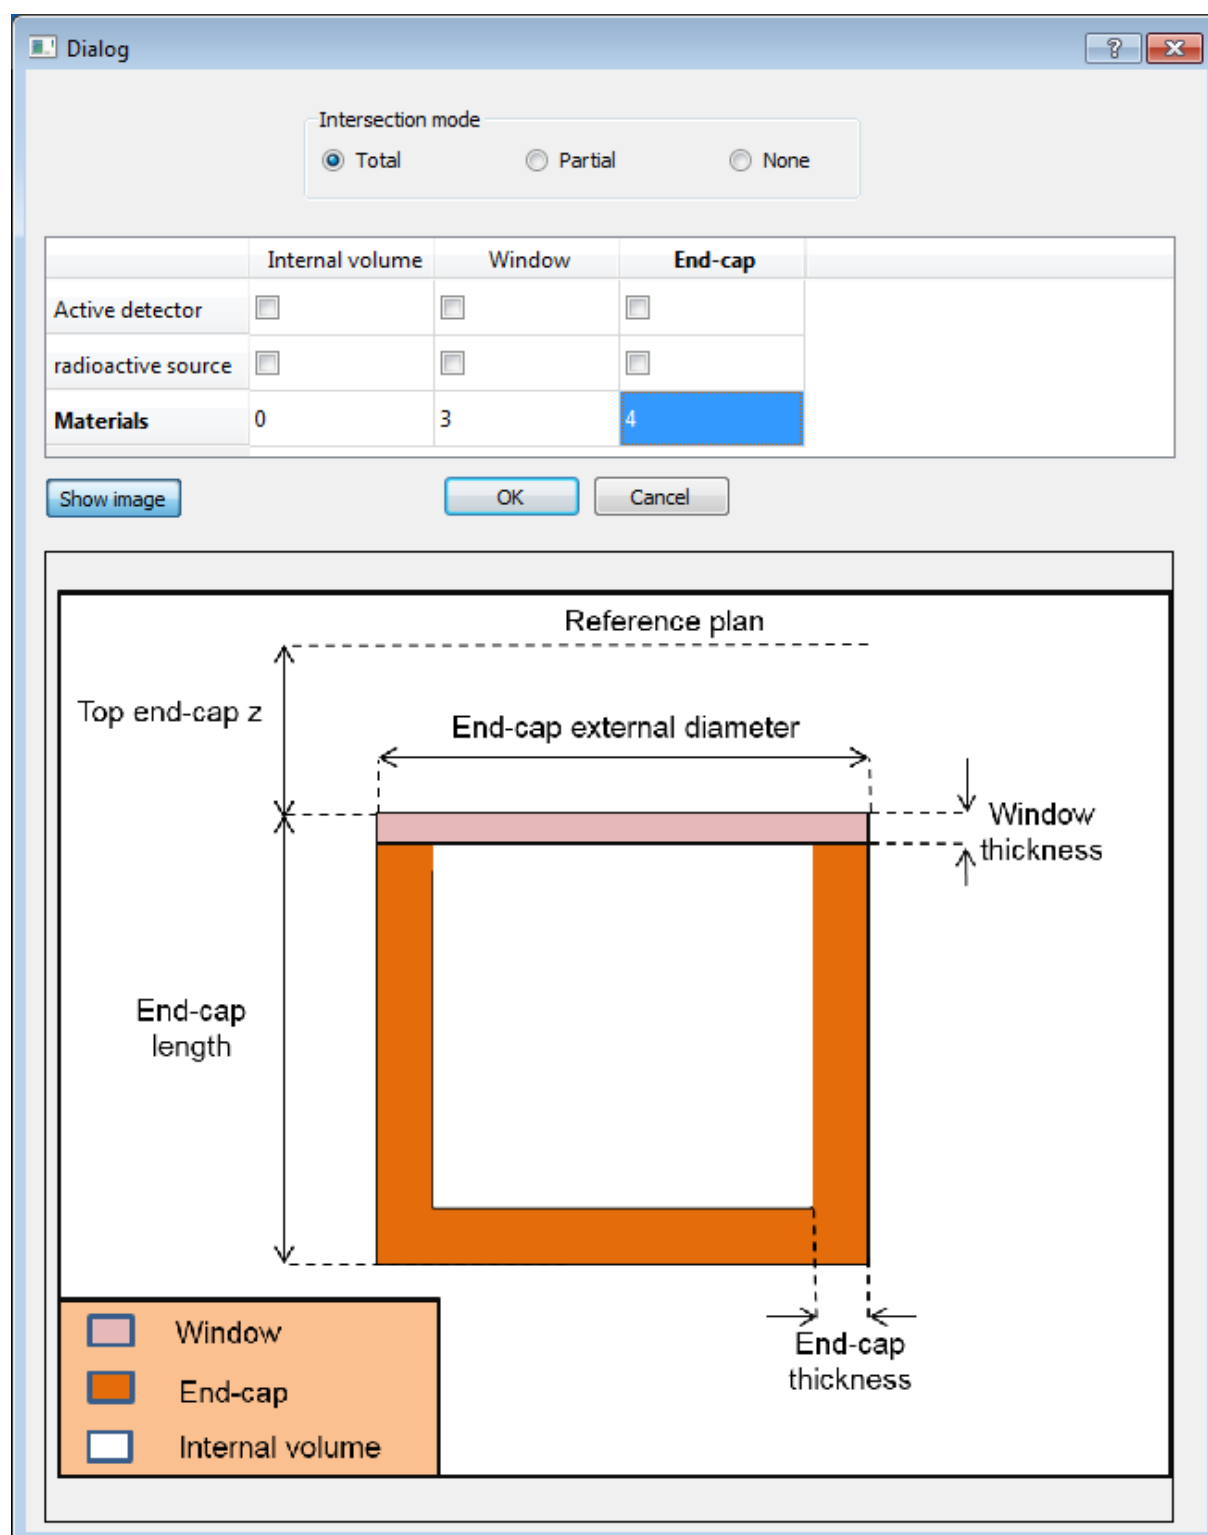 Dialog
Intersection mode
Total Partial None
Internal volume Window End-cap
Active detector
radioactive source
Materials 0 3 4
Show image OK Cancel
Reference plan
Top end-cap z
End-cap external diameter
Window
thickness
End-cap
length
End-cap
thickness
Window
End-cap
Internal volume